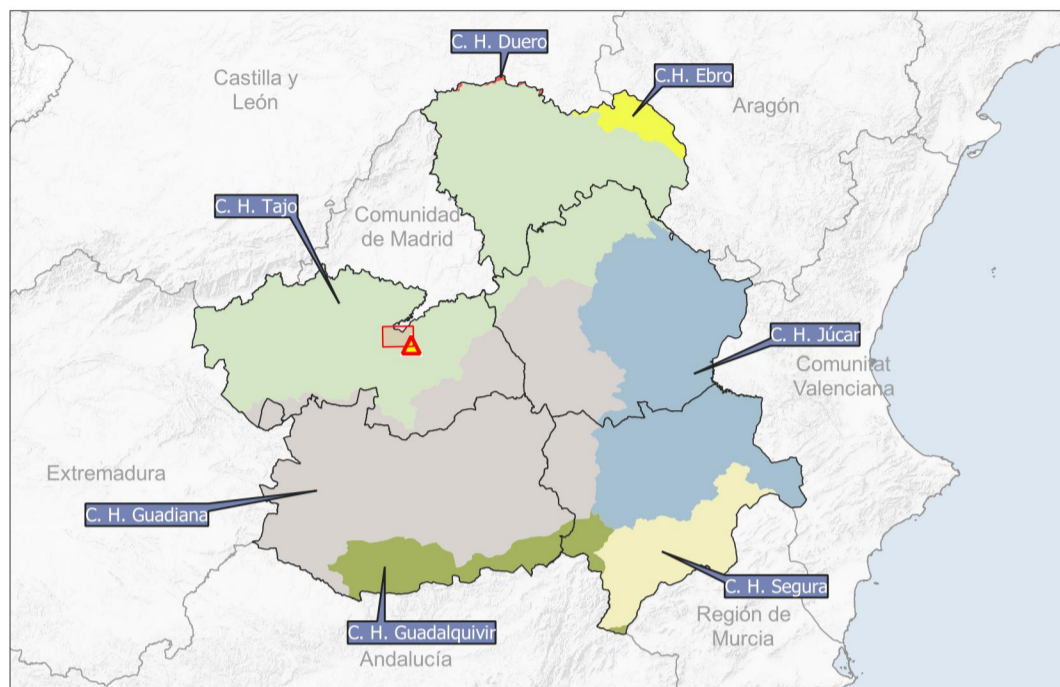 C. H. Duero
C.H. Ebro
Castilla y
León
Aragón
C. H. Tajo
Comunidad
de Madrid
C. H. Júcar
Comunitat
Valenciana
Extremadura
C. H. Guadiana
C. H. Segura
Región de
Murcia
C. H. Guadalquivir
Andalucía